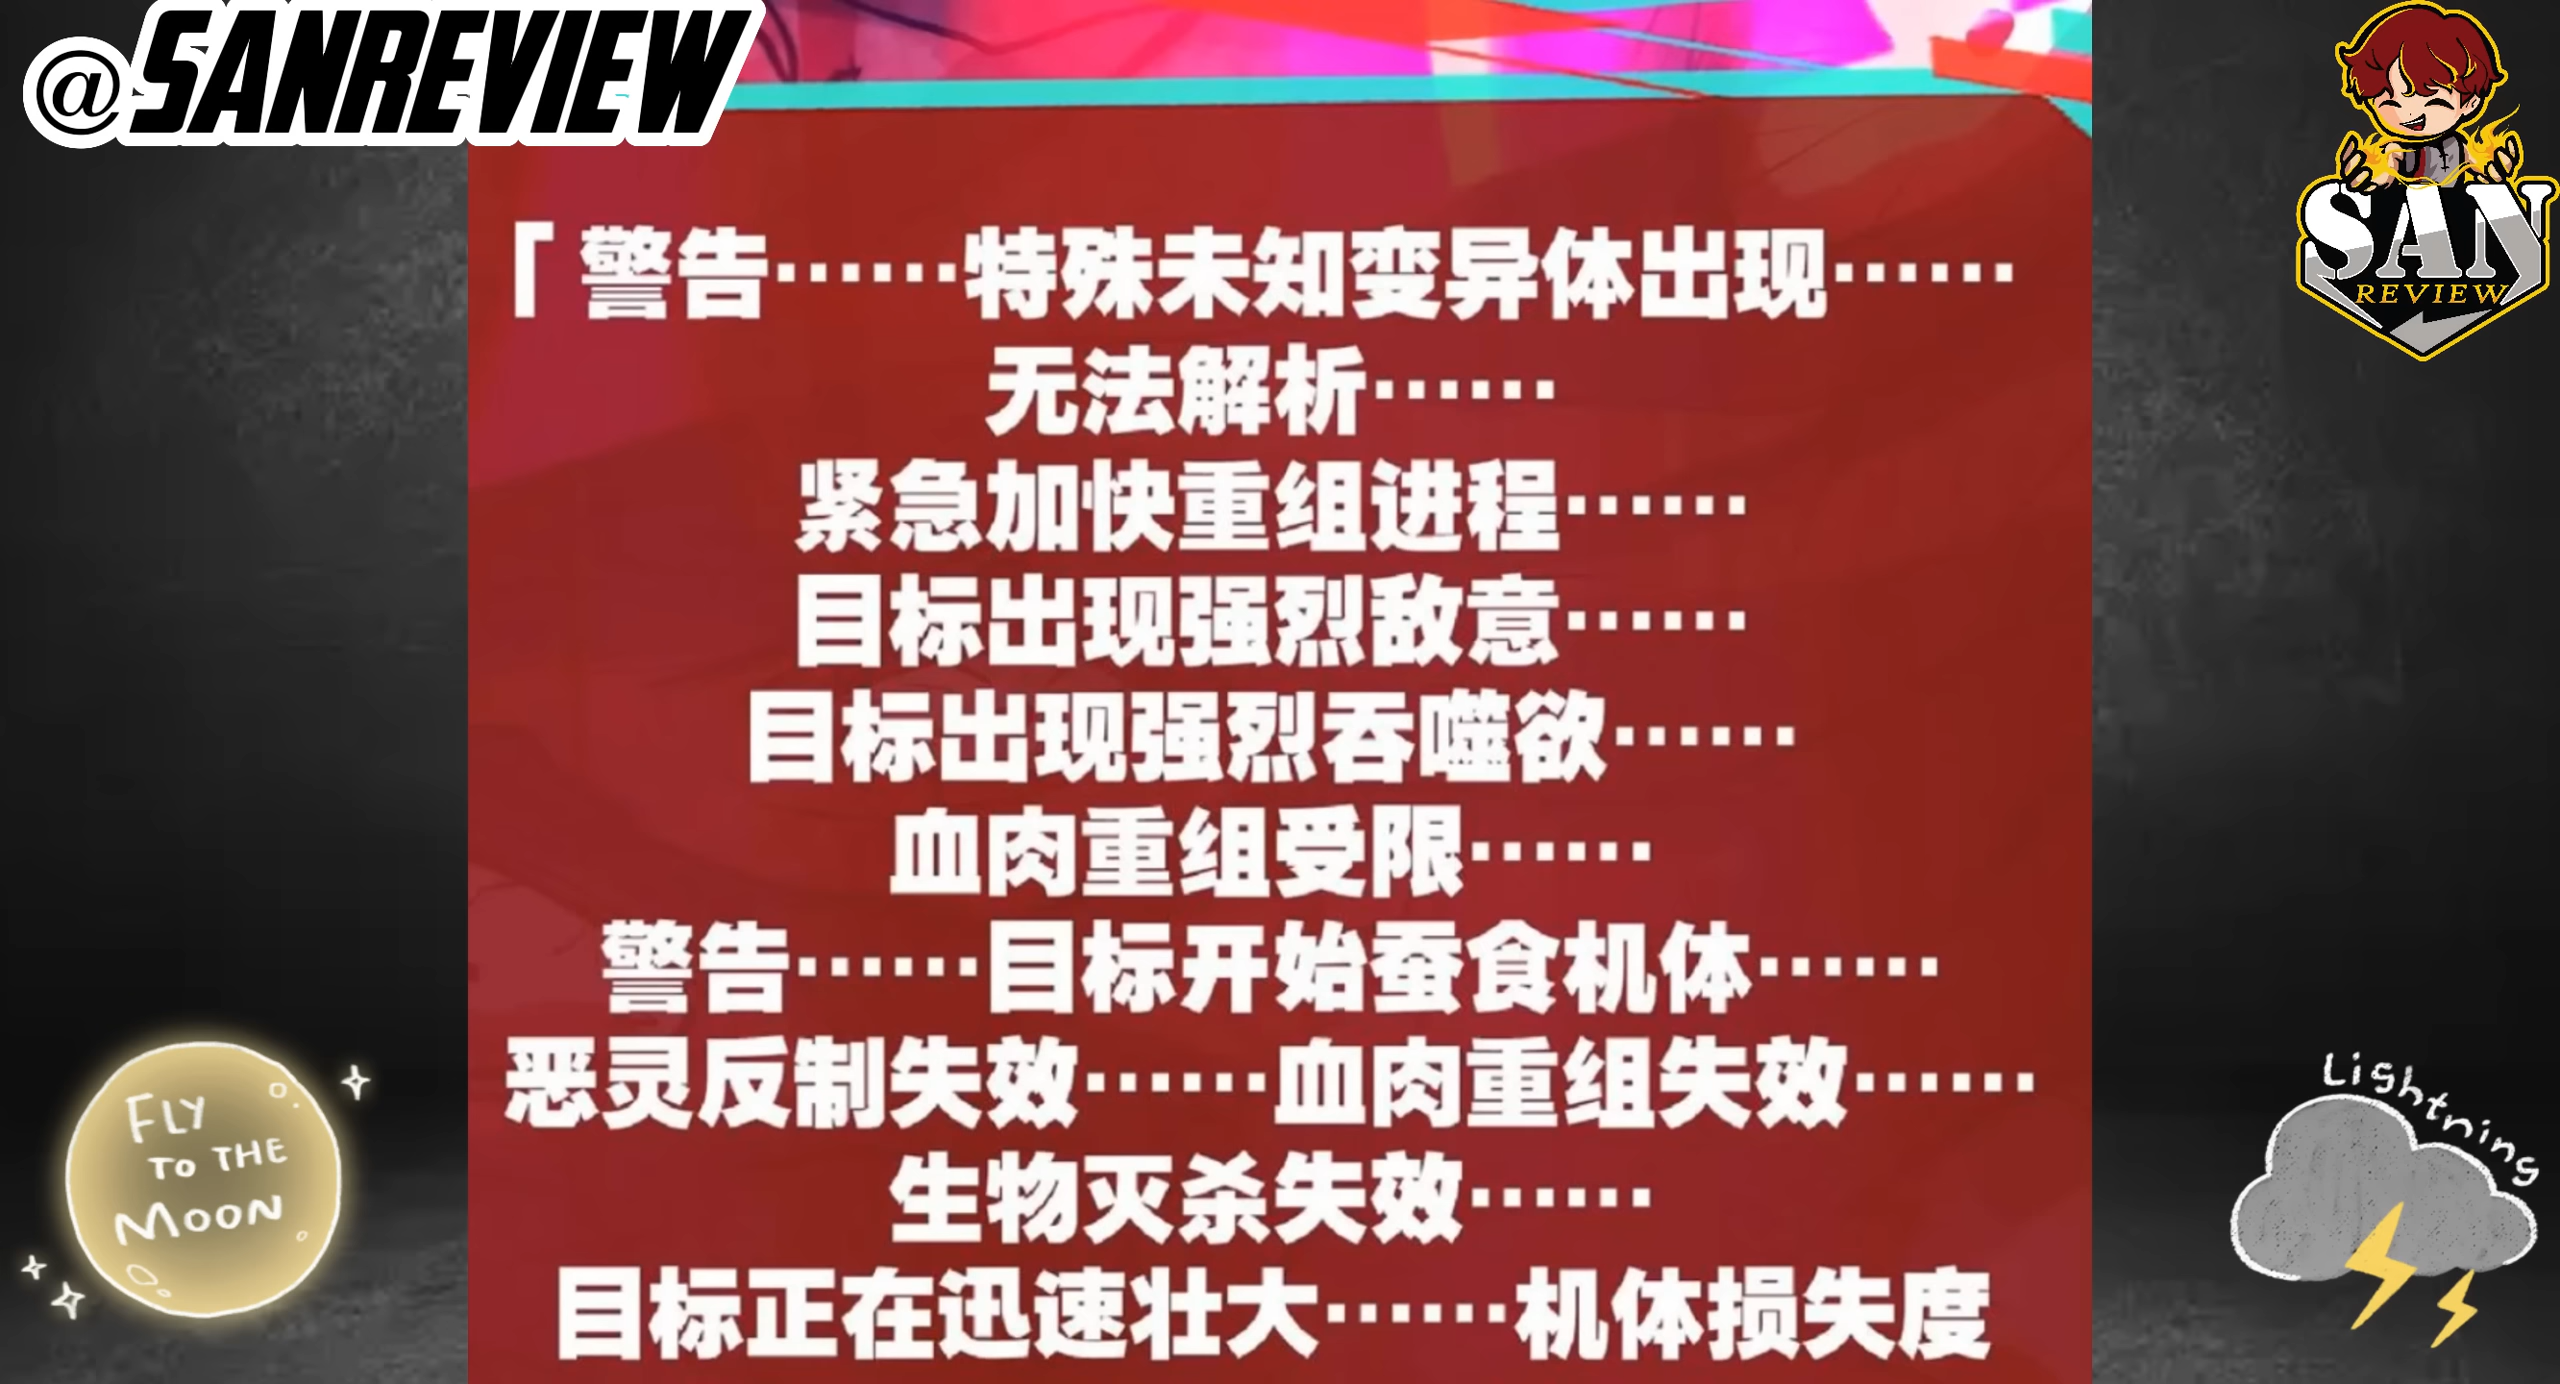 @SANREVIEW
SAN
REVIEW
「警告……特殊未知变异体出现……
无法解析……
紧急加快重组进程……
目标出现强烈敌意……
目标出现强烈吞噬欲……
血肉重组受限……
警告……目标开始蚕食机体……
恶灵反制失效……血肉重组失效……
生物灭杀失效……
目标正在迅速壮大……机体损失度
FLY
TO THE
MOON
Lightning